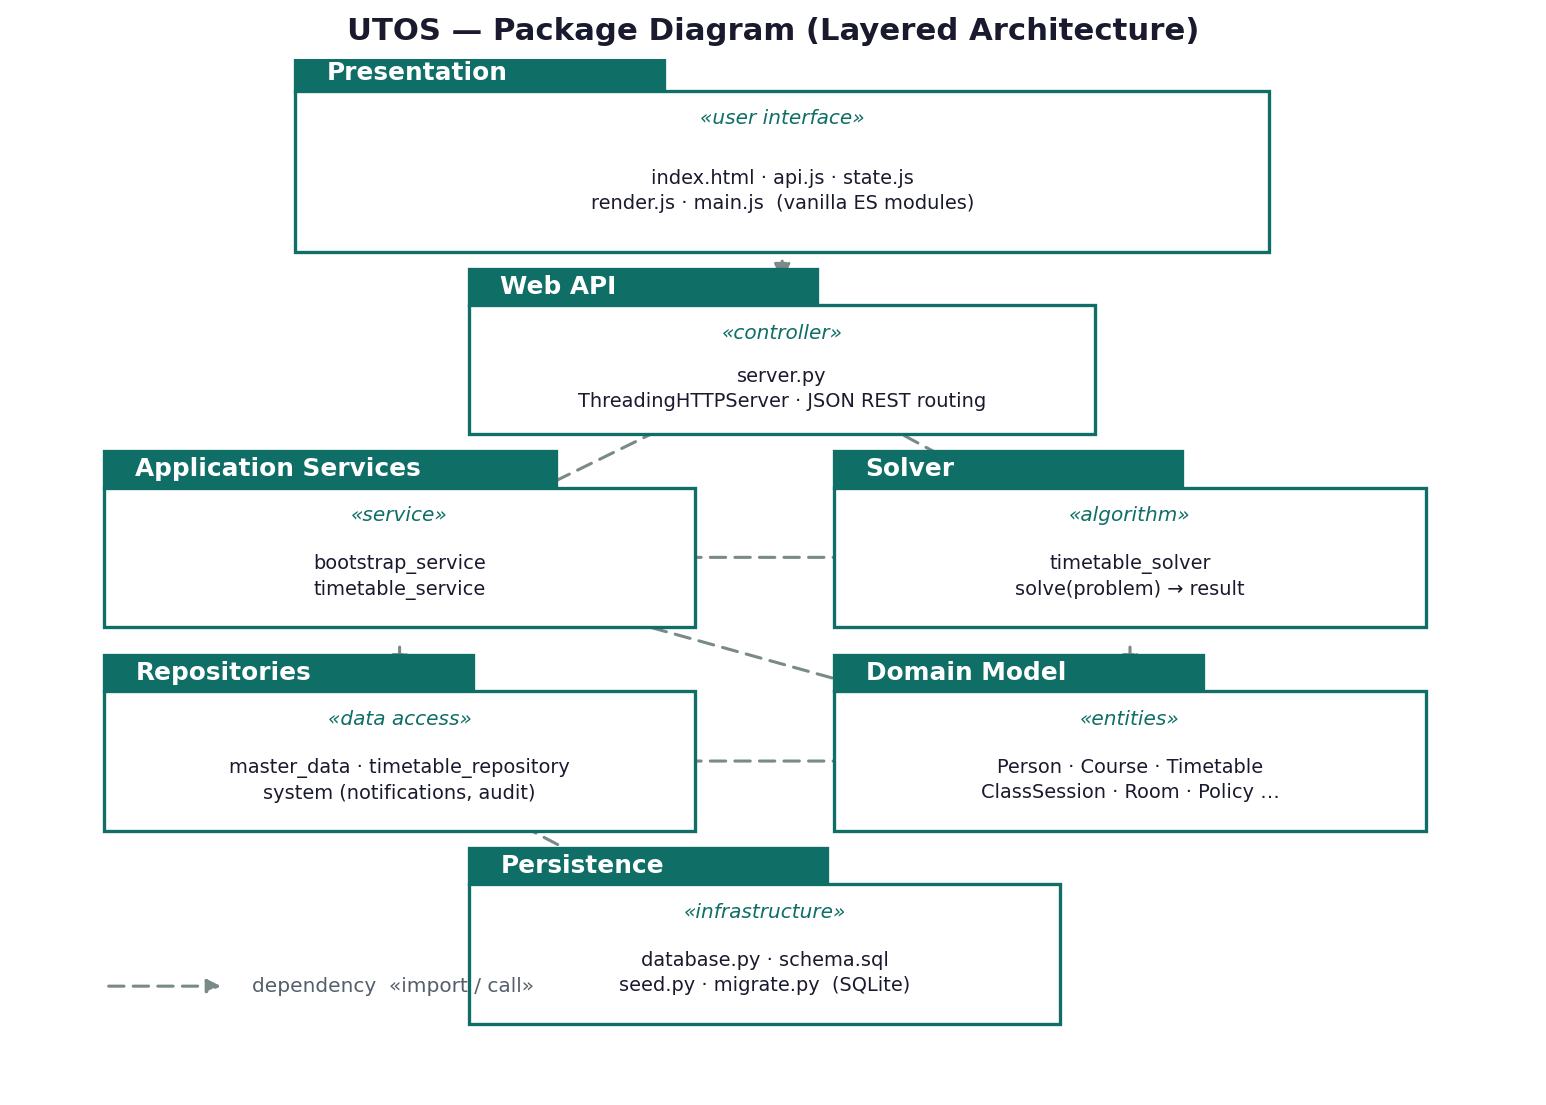 UTOS — Package Diagram (Layered Architecture)
Presentation
«user interface»
index.html · api.js · state.js
render.js · main.js  (vanilla ES modules)
Web API
«controller»
server.py
ThreadingHTTPServer · JSON REST routing
Application Services
«service»
bootstrap_service
timetable_service
Solver
«algorithm»
timetable_solver
solve(problem) → result
Repositories
«data access»
master_data · timetable_repository
system (notifications, audit)
Domain Model
«entities»
Person · Course · Timetable
ClassSession · Room · Policy …
Persistence
«infrastructure»
database.py · schema.sql
seed.py · migrate.py  (SQLite)
dependency  «import / call»